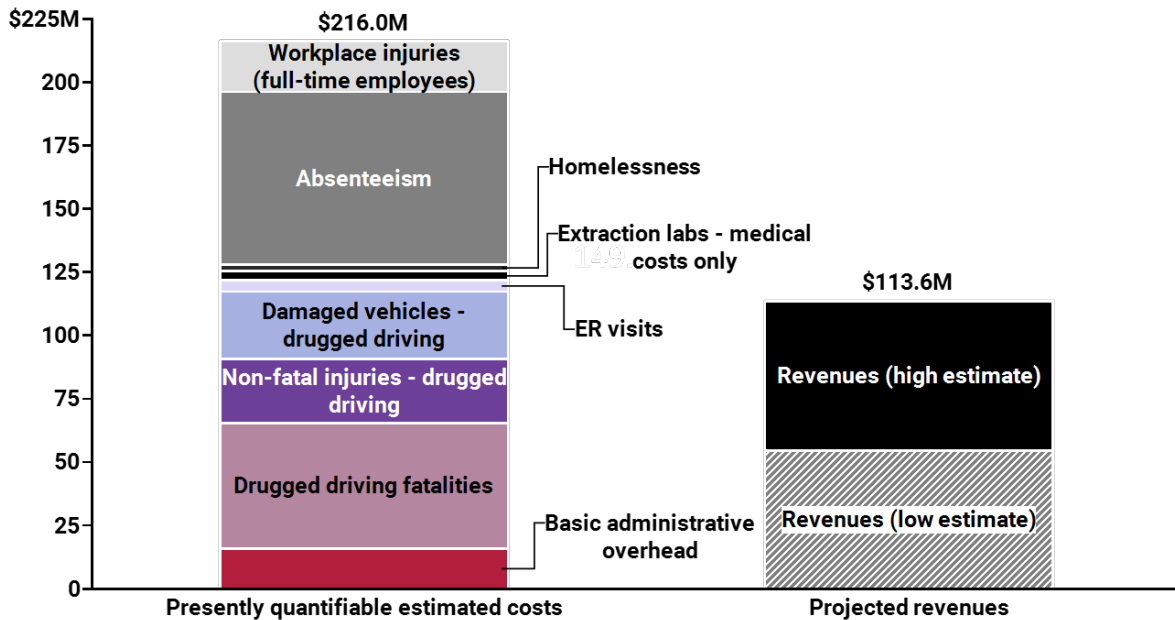 $225M
200
175
150
125
100
75
50
25
0
$216.0M
Workplace injuries
(full-time employees)
Absenteeism
Homelessness
Extraction labs - medical
149.
costs only
ER visits
Damaged vehicles -
drugged driving
Non-fatal injuries - drugged
driving
Drugged driving fatalities
Basic administrative
overhead
$113.6M
Revenues (high estimate)
Revenues (low estimate)
Presently quantifiable estimated costs
Projected revenues